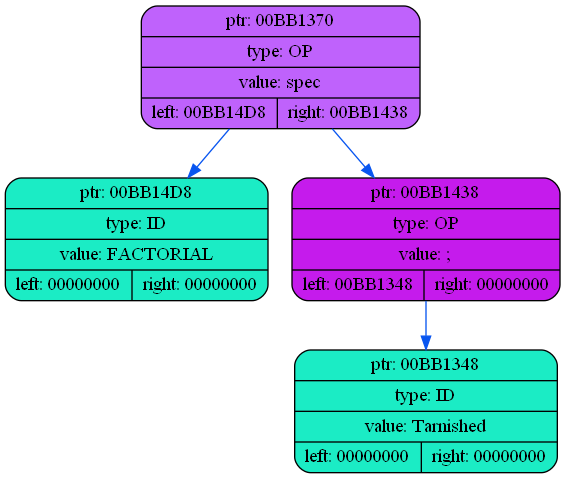 ptr: 00BB1370
type: OP
value: spec
left: 00BB14D8 right: 00BB1438
ptr: 00BB14D8
type: ID
value: FACTORIAL
left: 00000000 right: 00000000
ptr: 00BB1438
type: OP
value: ;
left: 00BB1348 right: 00000000
ptr: 00BB1348
type: ID
value: Tarnished
left: 00000000 right: 00000000